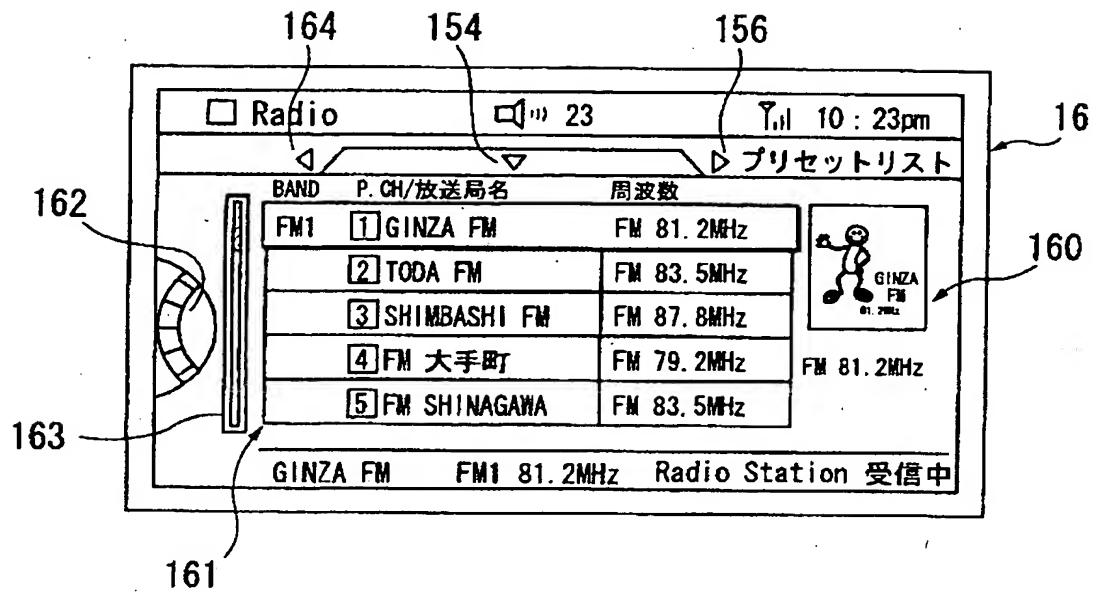 164 154 156
Radio 23 10:23pm 16
プリセットリスト
BAND P.CH/放送局名 周波数
162
FM1 1 GINZA FM FM 81.2MHz
2 TODA FM FM 83.5MHz
GINZA
FM
81.2MHz
160
3 SHIMBASHI FM FM 87.8MHz
4 FM 大手町 FM 79.2MHz
FM 81.2MHz
5 FM SHINAGAWA FM 83.5MHz
163
GINZA FM FM1 81.2MHz Radio Station 受信中
161